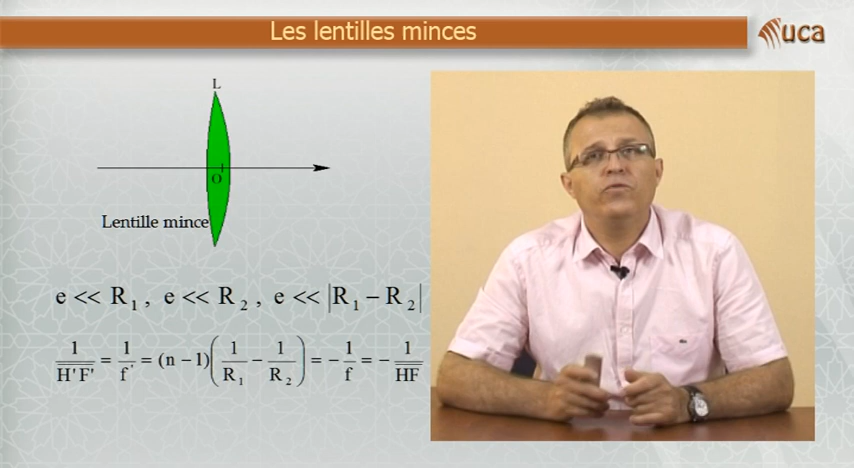 Les lentilles minces
uca
L
O
Lentille mince
e << R₁ , e << R₂ , e << |R₁ − R₂|
1/H'F' = 1/f' = (n − 1)(1/R₁ − 1/R₂) = − 1/f = − 1/HF